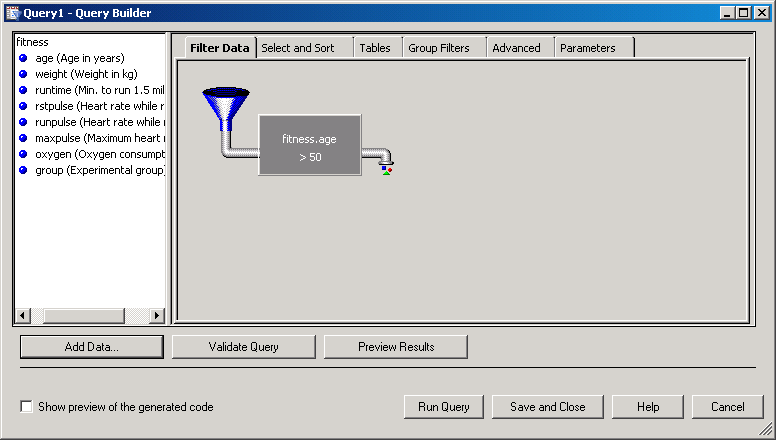 Query1 - Query Builder
fitness
age (Age in years)
weight (Weight in kg)
runtime (Min. to run 1.5 mil
rstpulse (Heart rate while r
runpulse (Heart rate while
maxpulse (Maximum heart
oxygen (Oxygen consumpt
group (Experimental group)
Filter Data Select and Sort Tables Group Filters Advanced Parameters
fitness.age
> 50
Add Data... Validate Query Preview Results
Show preview of the generated code
Run Query Save and Close Help Cancel